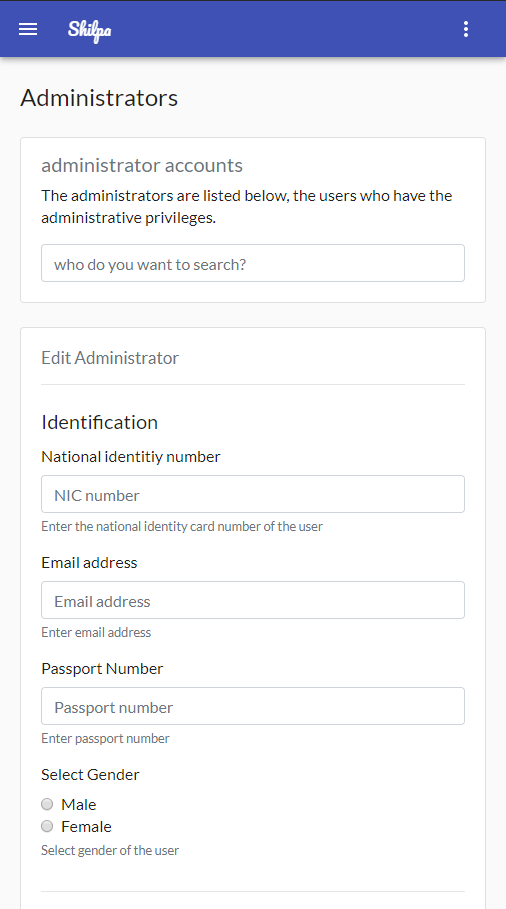 Shilpa
Administrators
administrator accounts
The administrators are listed below, the users who have the
administrative privileges.
who do you want to search?
Edit Administrator
Identification
National identitiy number
NIC number
Enter the national identity card number of the user
Email address
Email address
Enter email address
Passport Number
Passport number
Enter passport number
Select Gender
Male
Female
Select gender of the user